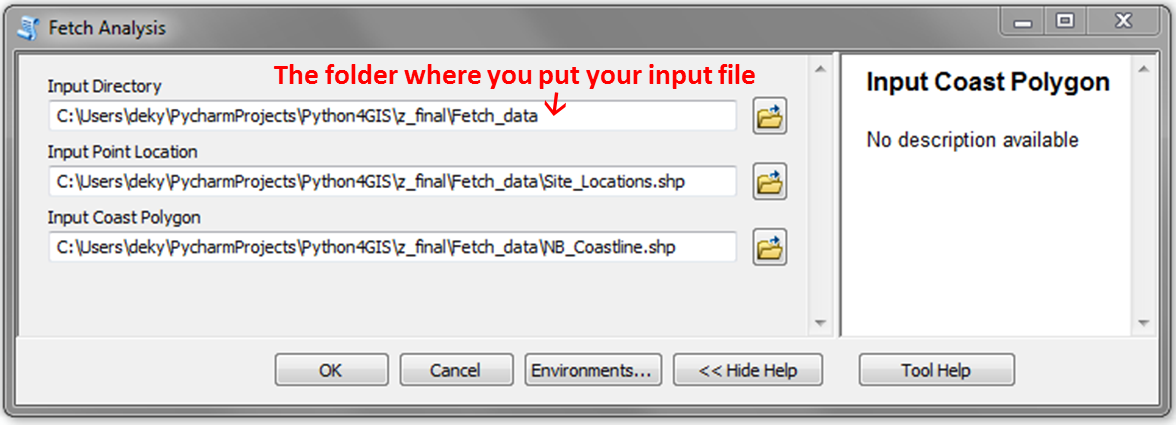 Fetch Analysis
The folder where you put your input file
Input Directory
C:\Users\deky\PycharmProjects\Python4GIS\z_final\Fetch_data
Input Point Location
C:\Users\deky\PycharmProjects\Python4GIS\z_final\Fetch_data\Site_Locations.shp
Input Coast Polygon
C:\Users\deky\PycharmProjects\Python4GIS\z_final\Fetch_data\NB_Coastline.shp
Input Coast Polygon
No description available
OK
Cancel
Environments...
<< Hide Help
Tool Help